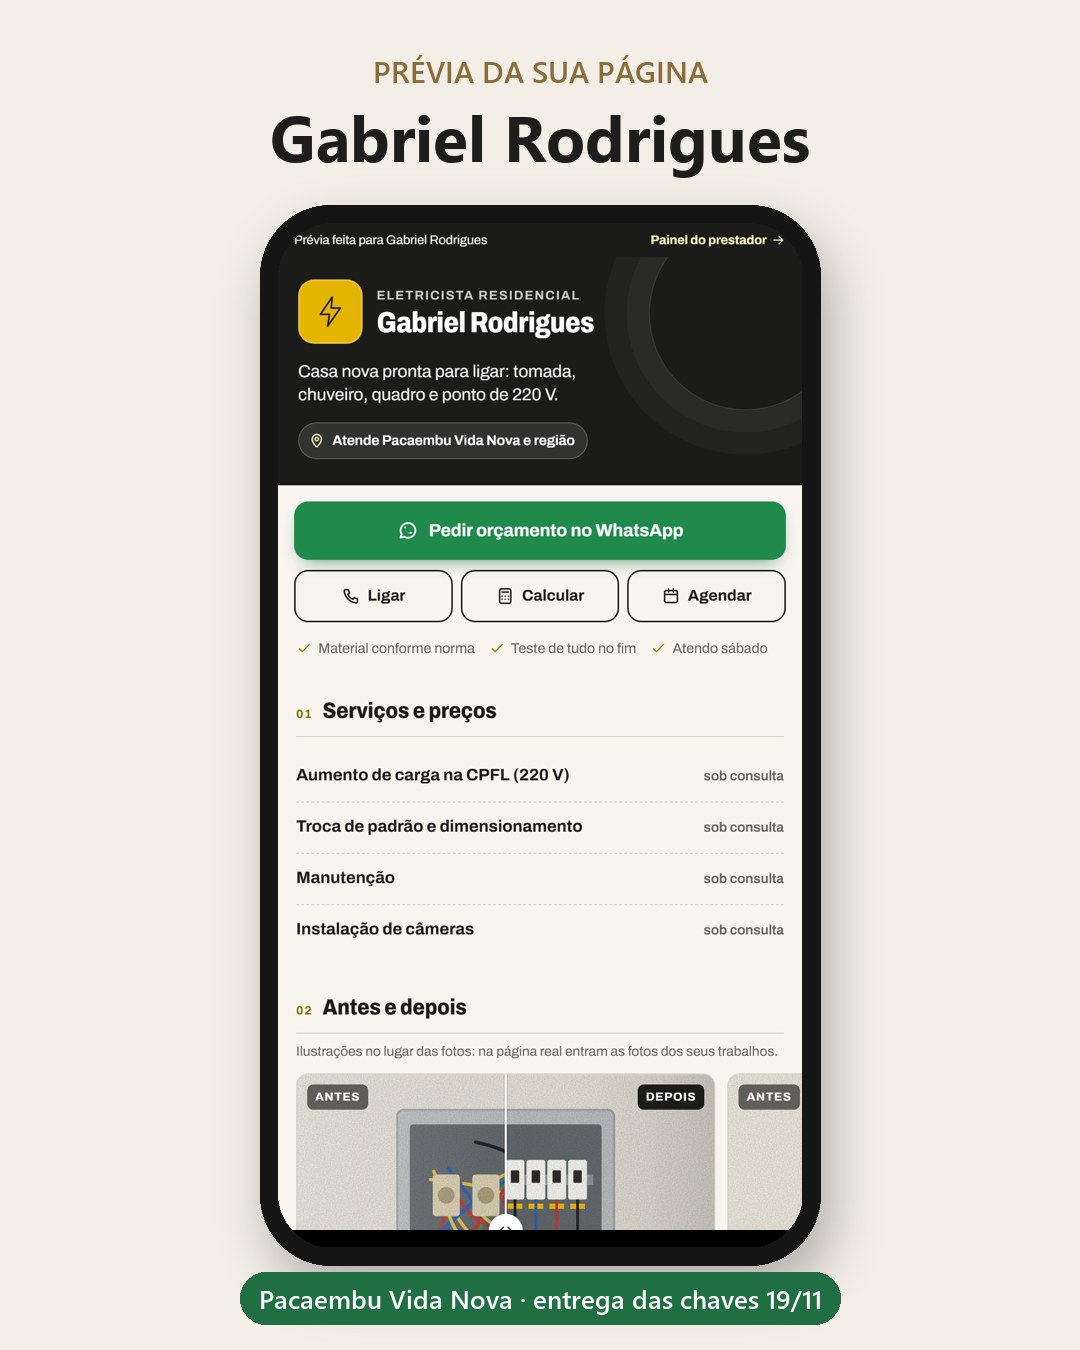 PRÉVIA DA SUA PÁGINA
Gabriel Rodrigues
Prévia feita para Gabriel Rodrigues
Painel do prestador →
ELETRICISTA RESIDENCIAL
Gabriel Rodrigues
Casa nova pronta para ligar: tomada,
chuveiro, quadro e ponto de 220 V.
Atende Pacaembu Vida Nova e região
Pedir orçamento no WhatsApp
Ligar
Calcular
Agendar
Material conforme norma
Teste de tudo no fim
Atendo sábado
01 Serviços e preços
Aumento de carga na CPFL (220 V) sob consulta
Troca de padrão e dimensionamento sob consulta
Manutenção sob consulta
Instalação de câmeras sob consulta
02 Antes e depois
Ilustrações no lugar das fotos: na página real entram as fotos dos seus trabalhos.
ANTES
DEPOIS
ANTES
Pacaembu Vida Nova · entrega das chaves 19/11